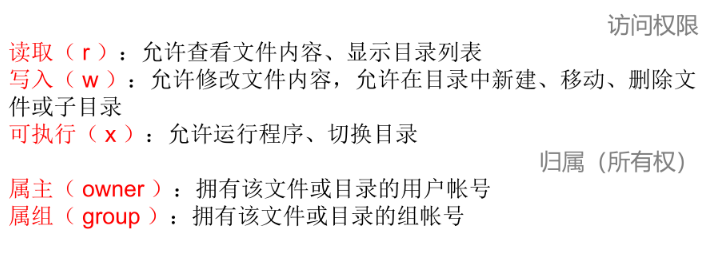 访问权限
读取（ r ）：允许查看文件内容、显示目录列表
写入（ w ）：允许修改文件内容，允许在目录中新建、移动、删除文
件或子目录
可执行（ x ）：允许运行程序、切换目录
归属（所有权）
属主（ owner ）：拥有该文件或目录的用户帐号
属组（ group ）：拥有该文件或目录的组帐号